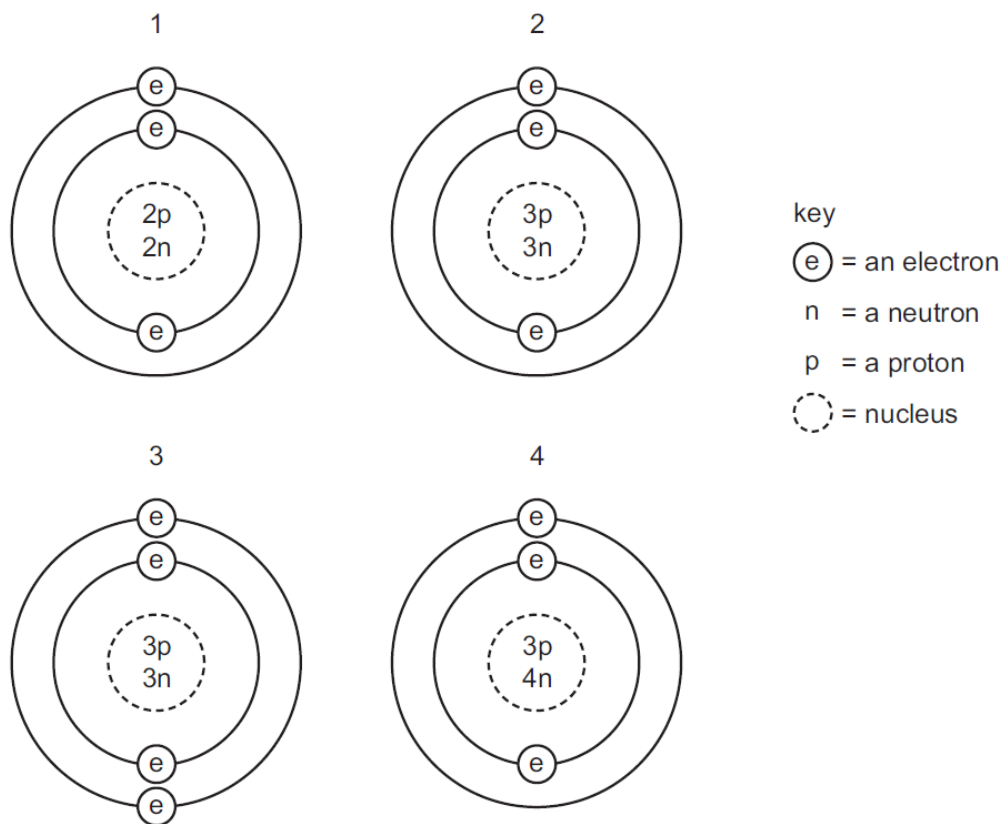 1
e
e
2p
2n
e
2
e
e
3p
3n
e
key
e = an electron
n = a neutron
p = a proton
= nucleus
3
e
e
3p
3n
e
e
4
e
e
3p
4n
e